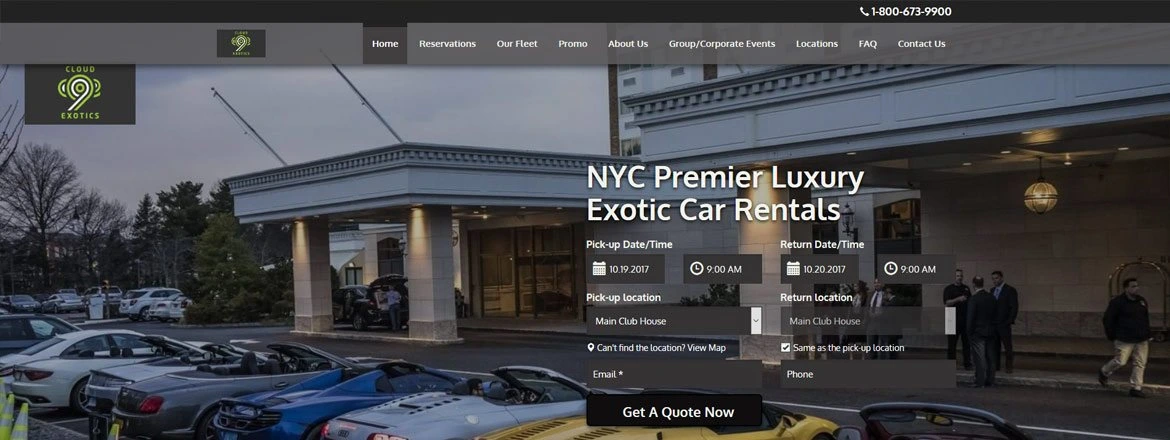 1-800-673-9900
CLOUD
9
EXOTICS
Home Reservations Our Fleet Promo About Us Group/Corporate Events Locations FAQ Contact Us
CLOUD
9
EXOTICS
NYC Premier Luxury
Exotic Car Rentals
Pick-up Date/Time Return Date/Time
10.19.2017 9:00 AM 10.20.2017 9:00 AM
Pick-up location Return location
Main Club House Main Club House
Can't find the location? View Map Same as the pick-up location
Email * Phone
Get A Quote Now